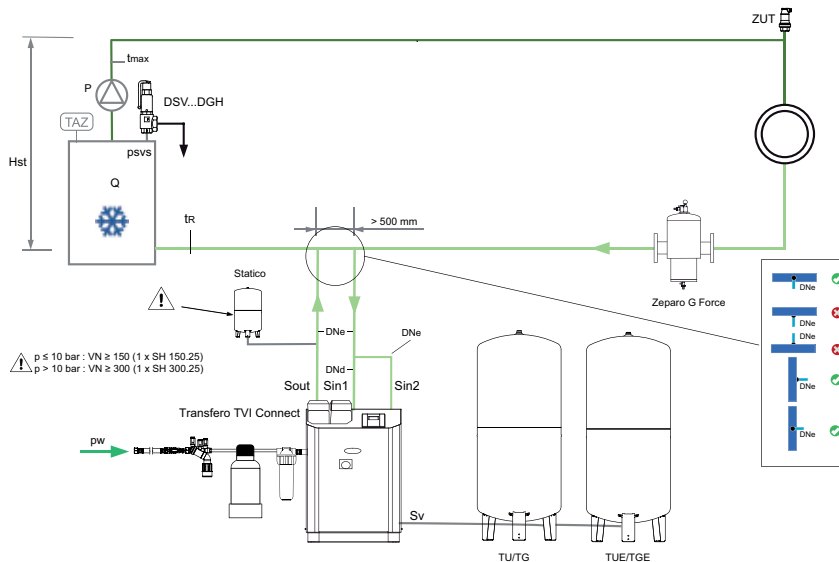 ZUT
tmax
P
DSV...DGH
TAZ
psvs
Hst
Q
tR
> 500 mm
Statico
Zeparo G Force
DNe
DNe
DNe
DNe
DNe
DNe
p ≤ 10 bar : VN ≥ 150 (1 x SH 150.25)
p > 10 bar : VN ≥ 300 (1 x SH 300.25)
DNd
Sout
Sin1
Sin2
Transfero TVI Connect
pw
Sv
TU/TG
TUE/TGE